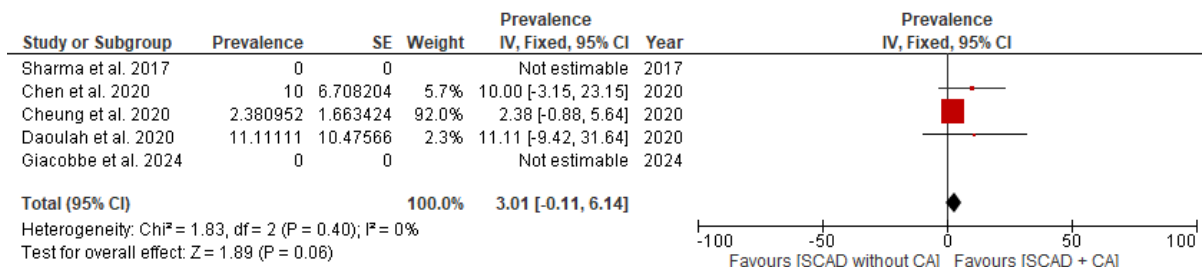 Prevalence Prevalence
Study or Subgroup Prevalence SE Weight IV, Fixed, 95% CI Year IV, Fixed, 95% CI
Sharma et al. 2017 0 0 Not estimable 2017
Chen et al. 2020 10 6.708204 5.7% 10.00 [-3.15, 23.15] 2020
Cheung et al. 2020 2.380952 1.663424 92.0% 2.38 [-0.88, 5.64] 2020
Daoulah et al. 2020 11.11111 10.47566 2.3% 11.11 [-9.42, 31.64] 2020
Giacobbe et al. 2024 0 0 Not estimable 2024
Total (95% CI) 100.0% 3.01 [-0.11, 6.14]
Heterogeneity: Chi² = 1.83, df = 2 (P = 0.40); I² = 0%
Test for overall effect: Z = 1.89 (P = 0.06)
-100 -50 0 50 100
Favours [SCAD without CA] Favours [SCAD + CA]